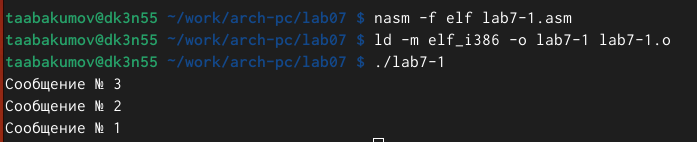 taabakumov@dk3n55 ~/work/arch-pc/lab07 $ nasm -f elf lab7-1.asm
taabakumov@dk3n55 ~/work/arch-pc/lab07 $ ld -m elf_i386 -o lab7-1 lab7-1.o
taabakumov@dk3n55 ~/work/arch-pc/lab07 $ ./lab7-1
Сообщение № 3
Сообщение № 2
Сообщение № 1